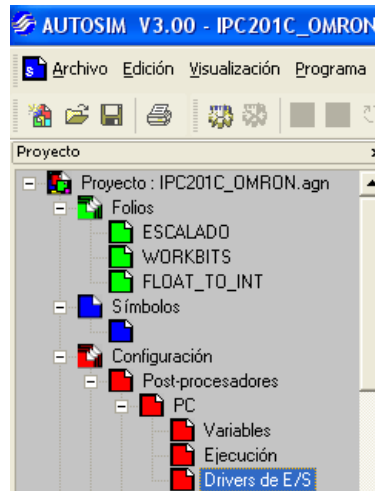 AUTOSIM V3.00 - IPC201C_OMRON
Archivo Edición Visualización Programa
Proyecto
Proyecto : IPC201C_OMRON.agn
Folios
ESCALADO
WORKBITS
FLOAT_TO_INT
Símbolos
Configuración
Post-procesadores
PC
Variables
Ejecución
Drivers de E/S